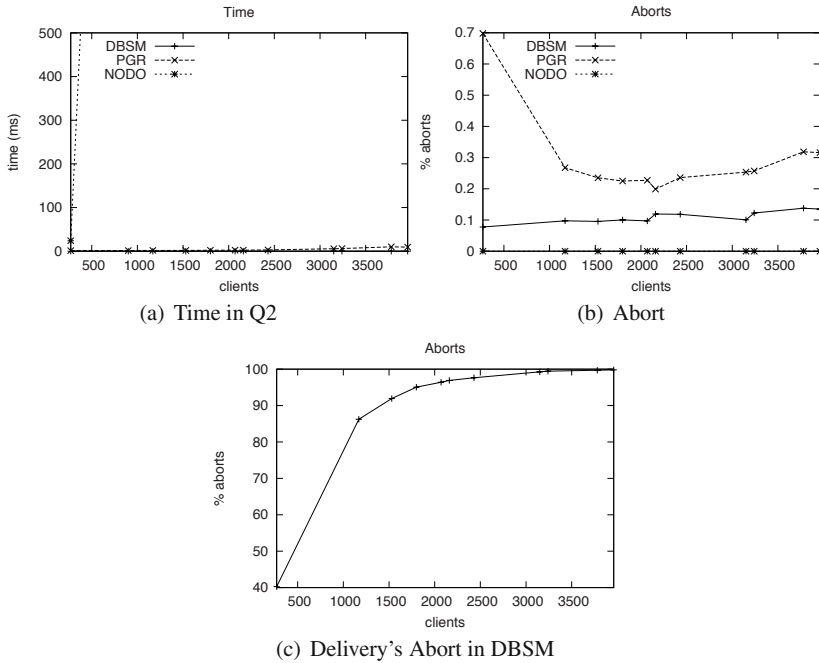 Time
500
400
300
200
100
0
time (ms)
DBSM
PGR
NODO
500 1000 1500 2000 2500 3000 3500
clients
(a) Time in Q2
Aborts
0.7
0.6
0.5
0.4
0.3
0.2
0.1
0
% aborts
DBSM
PGR
NODO
500 1000 1500 2000 2500 3000 3500
clients
(b) Abort
Aborts
100
90
80
70
60
50
40
% aborts
500 1000 1500 2000 2500 3000 3500
clients
(c) Delivery's Abort in DBSM